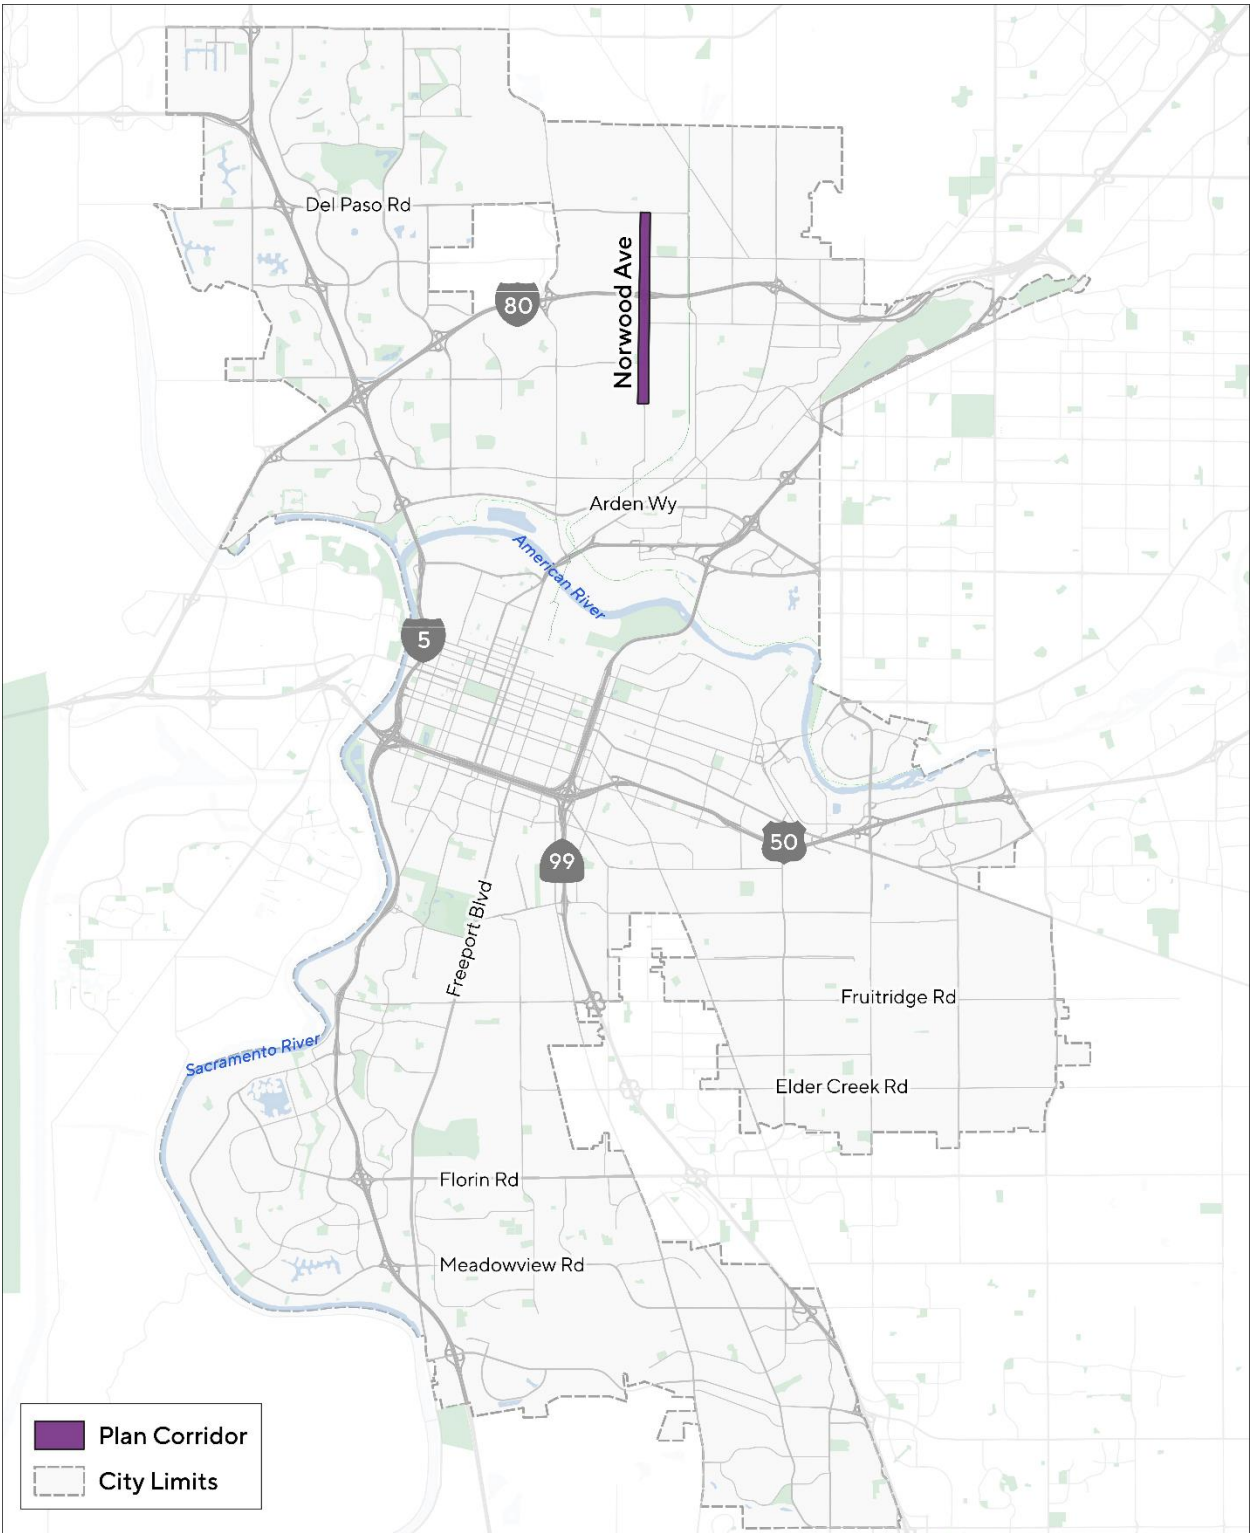 Del Paso Rd
Norwood Ave
80
Arden Wy
American River
5
50
99
Freeport Blvd
Fruitridge Rd
Sacramento River
Elder Creek Rd
Florin Rd
Meadowview Rd
Plan Corridor
City Limits